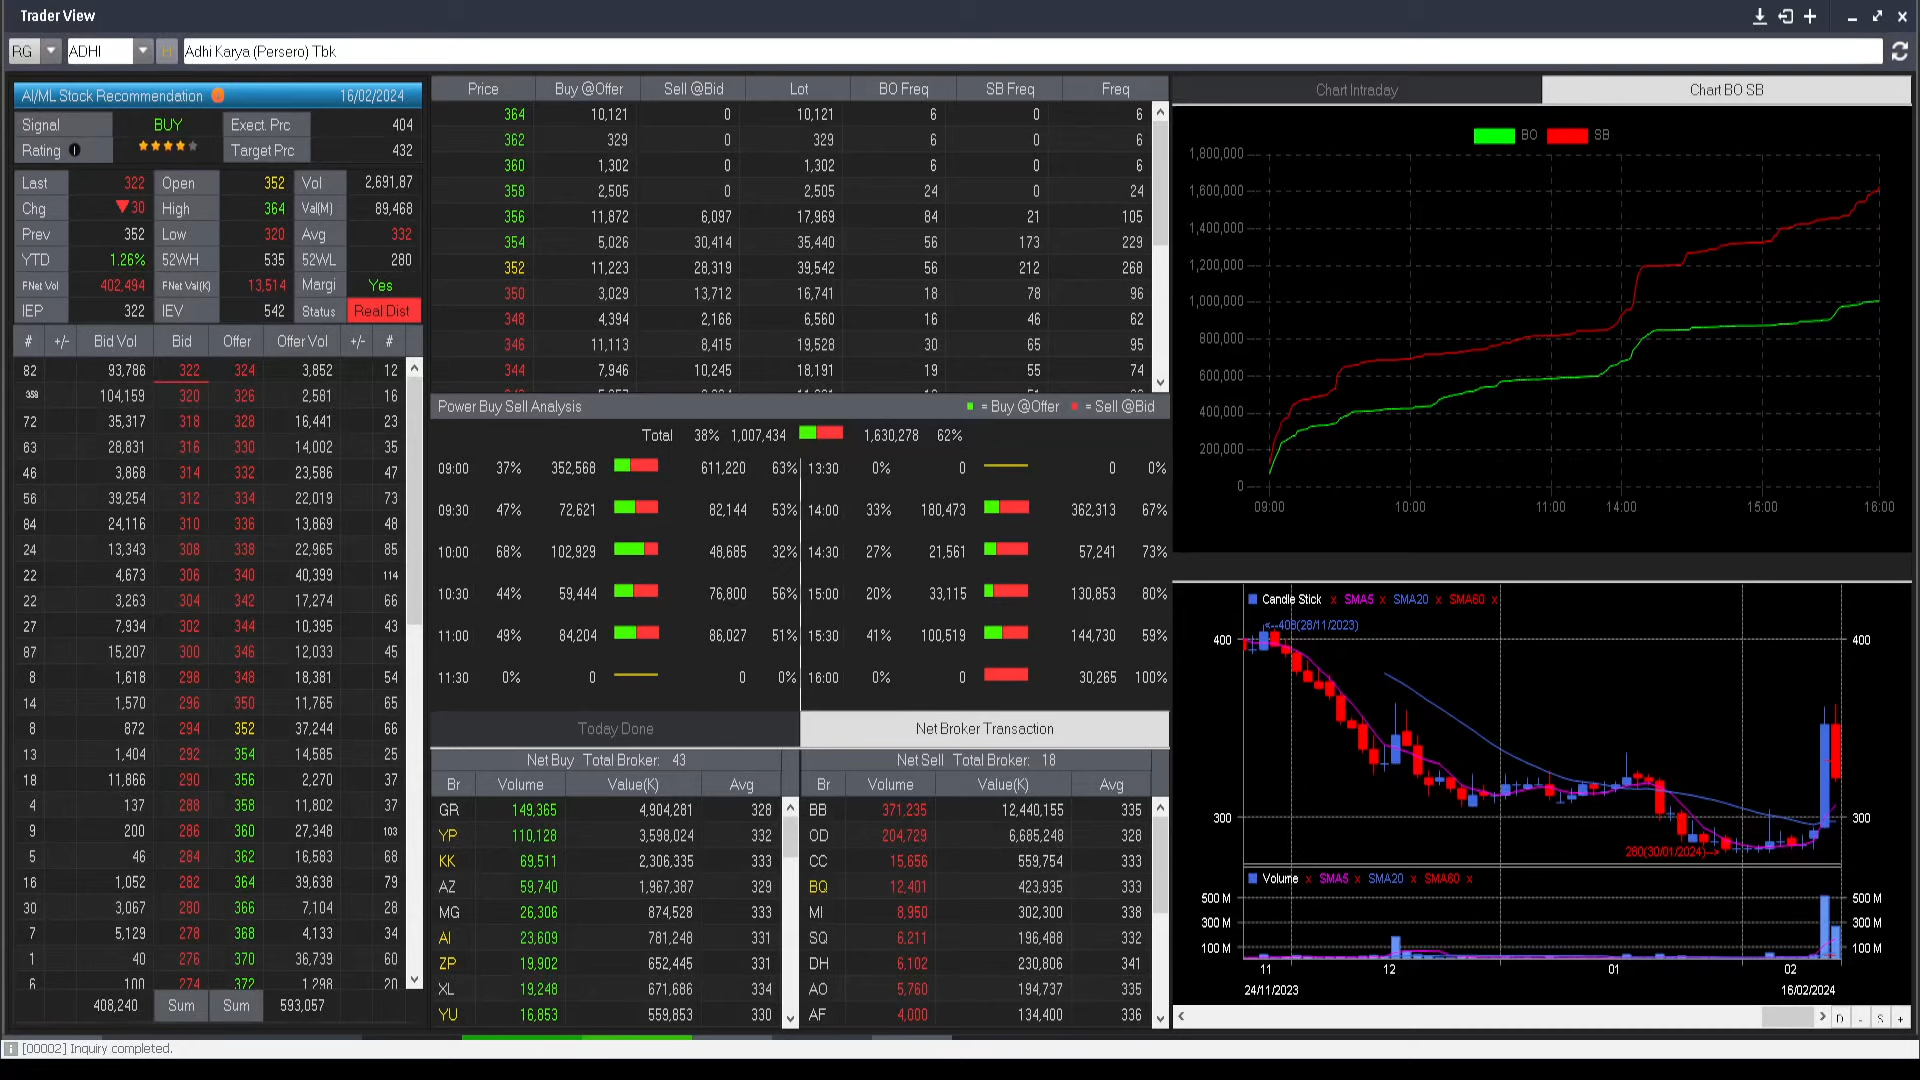 Trader View
RG ADHI Adhi Karya (Persero) Tbk
AI/ML Stock Recommendation 16/02/2024
Signal BUY Exect. Prc 404
Rating Target Prc 432
Last 322 Open 352 Vol 2,691,87
Chg 30 High 364 Val(M) 89,468
Prev 352 Low 320 Avg 332
YTD 1.26% 52WH 535 52WL 280
FNet Vol 402,494 FNet Val(K) 13,514 Margi Yes
IEP 322 IEV 542 Status Real Dist
# +/- Bid Vol Bid Offer Offer Vol +/- #
82 93,786 322 324 3,852 12
358 104,159 320 326 2,581 16
72 35,317 318 328 16,441 23
63 28,831 316 330 14,002 35
46 3,868 314 332 23,586 47
56 39,254 312 334 22,019 73
84 24,116 310 336 13,869 48
24 13,343 308 338 22,965 85
22 4,673 306 340 40,399 114
22 3,263 304 342 17,274 66
27 7,934 302 344 10,395 43
87 15,207 300 346 12,033 45
8 1,618 298 348 18,381 54
14 1,570 296 350 11,765 65
8 872 294 352 37,244 66
13 1,404 292 354 14,585 25
18 11,866 290 356 2,270 37
4 137 288 358 11,802 37
9 200 286 360 27,348 103
5 46 284 362 16,583 68
16 1,052 282 364 39,638 79
30 3,067 280 366 7,104 28
7 5,129 278 368 4,133 34
1 40 276 370 36,739 60
6 100 274 372 1,298 20
408,240 Sum Sum 593,057
Price Buy @Offer Sell @Bid Lot BO Freq SB Freq Freq
364 10,121 0 10,121 6 0 6
362 329 0 329 6 0 6
360 1,302 0 1,302 6 0 6
358 2,505 0 2,505 24 0 24
356 11,872 6,097 17,969 84 21 105
354 5,026 30,414 35,440 56 173 229
352 11,223 28,319 39,542 56 212 268
350 3,029 13,712 16,741 18 78 96
348 4,394 2,166 6,560 16 46 62
346 11,113 8,415 19,528 30 65 95
344 7,946 10,245 18,191 19 55 74
Power Buy Sell Analysis = Buy @Offer = Sell @Bid
Total 38% 1,007,434 1,630,278 62%
09:00 37% 352,568 611,220 63% 13:30 0% 0 0 0%
09:30 47% 72,621 82,144 53% 14:00 33% 180,473 362,313 67%
10:00 68% 102,929 48,685 32% 14:30 27% 21,561 57,241 73%
10:30 44% 59,444 76,800 56% 15:00 20% 33,115 130,853 80%
11:00 49% 84,204 86,027 51% 15:30 41% 100,519 144,730 59%
11:30 0% 0 0 0% 16:00 0% 0 30,265 100%
Today Done Net Broker Transaction
Net Buy Total Broker: 43 Net Sell Total Broker: 18
Br Volume Value(K) Avg Br Volume Value(K) Avg
GR 149,365 4,904,281 328 BB 371,235 12,440,155 335
YP 110,128 3,598,024 332 OD 204,729 6,685,248 328
KK 69,511 2,306,335 333 CC 15,656 559,754 333
AZ 59,740 1,967,387 329 BQ 12,401 423,935 333
MG 26,306 874,528 333 MI 8,950 302,300 338
AI 23,609 781,248 331 SQ 6,211 196,488 332
ZP 19,902 652,445 331 DH 6,102 230,806 341
XL 19,248 671,686 334 AO 5,760 194,737 335
YU 16,853 559,853 330 AF 4,000 134,400 336
Chart Intraday Chart BO SB
BO SB
1,800,000
1,600,000
1,400,000
1,200,000
1,000,000
800,000
600,000
400,000
200,000
0
09:00 10:00 11:00 14:00 15:00 16:00
Candle Stick x SMA5 x SMA20 x SMA60 x
<--408(28/11/2023)
400 400
300 300
280(30/01/2024)-->
Volume x SMA5 x SMA20 x SMA60 x
500 M 500 M
300 M 300 M
100 M 100 M
11 12 01 02
24/11/2023 16/02/2024
D - S +
[00002] Inquiry completed.